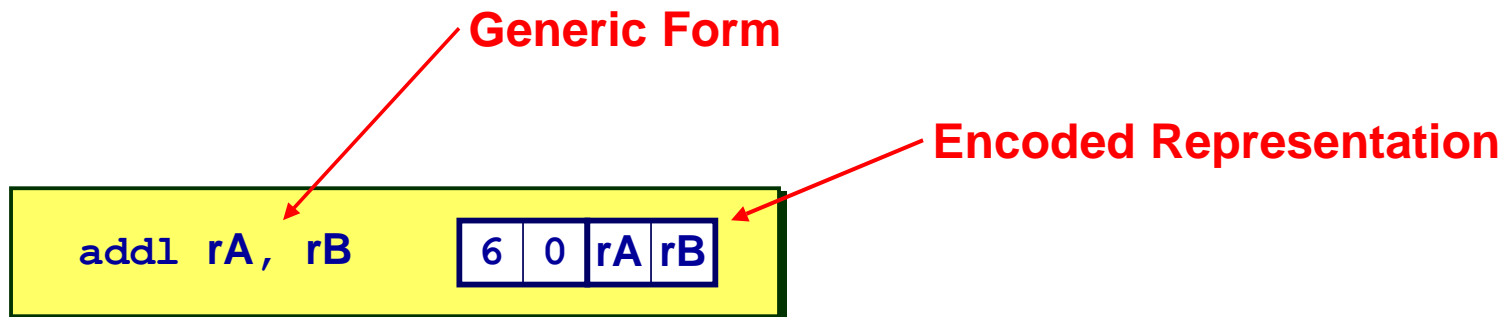 Generic Form
Encoded Representation
addl rA, rB 6 0 rA rB